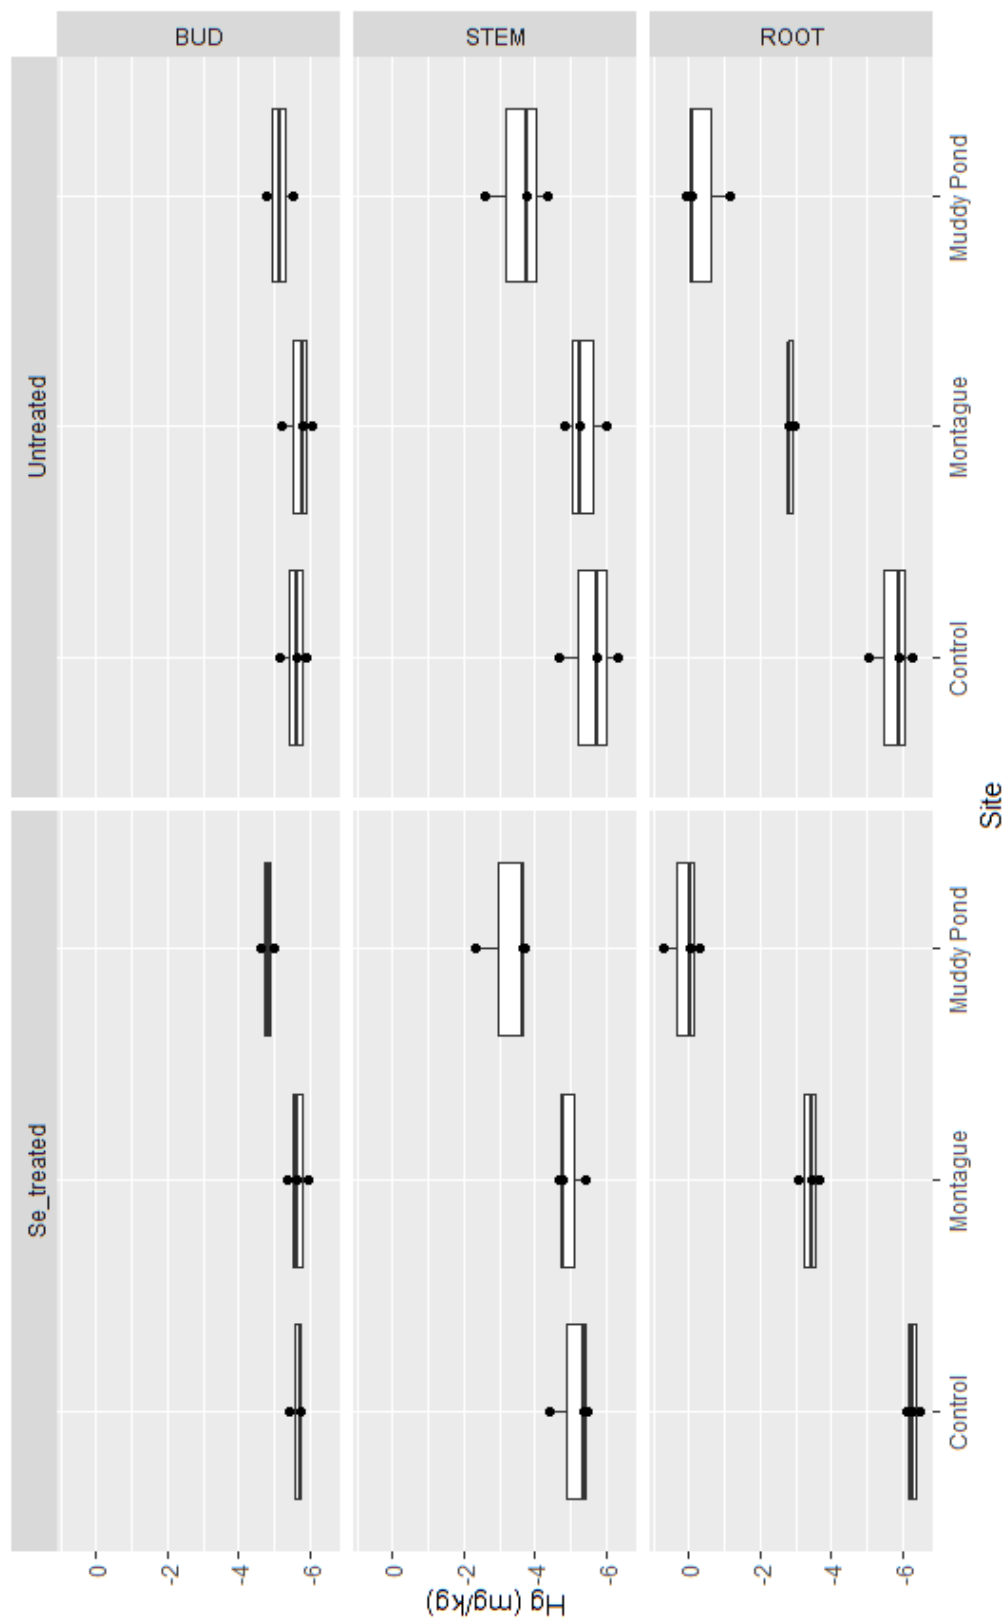 Se_treated
Untreated
BUD
STEM
ROOT
0
-2
-4
-6
0
-2
-4
-6
0
-2
-4
-6
Hg (mg/kg)
Control
Montague
Muddy Pond
Control
Montague
Muddy Pond
Site